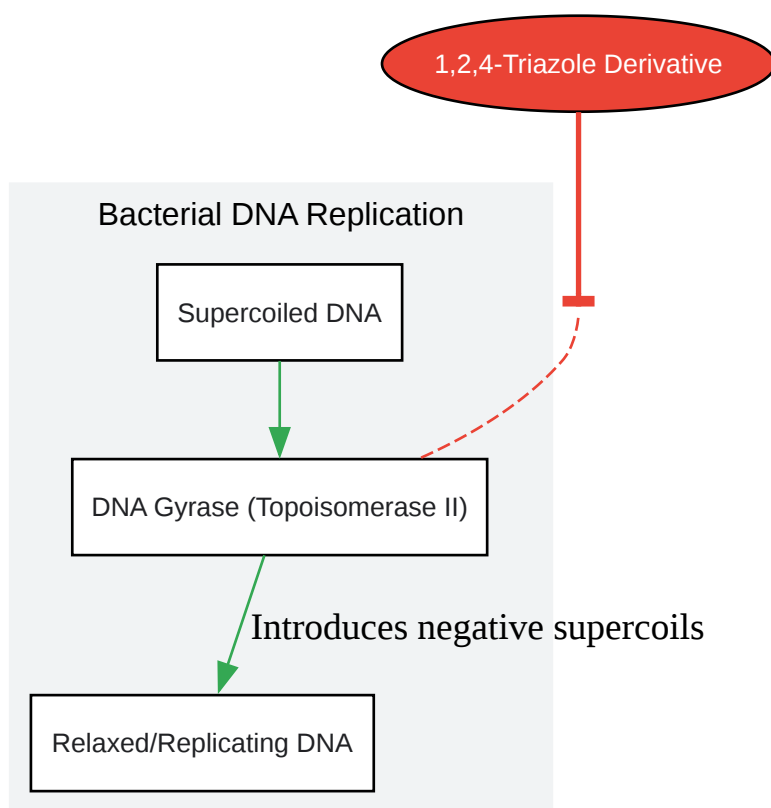 1,2,4-Triazole Derivative
Bacterial DNA Replication
Supercoiled DNA
DNA Gyrase (Topoisomerase II)
Introduces negative supercoils
Relaxed/Replicating DNA